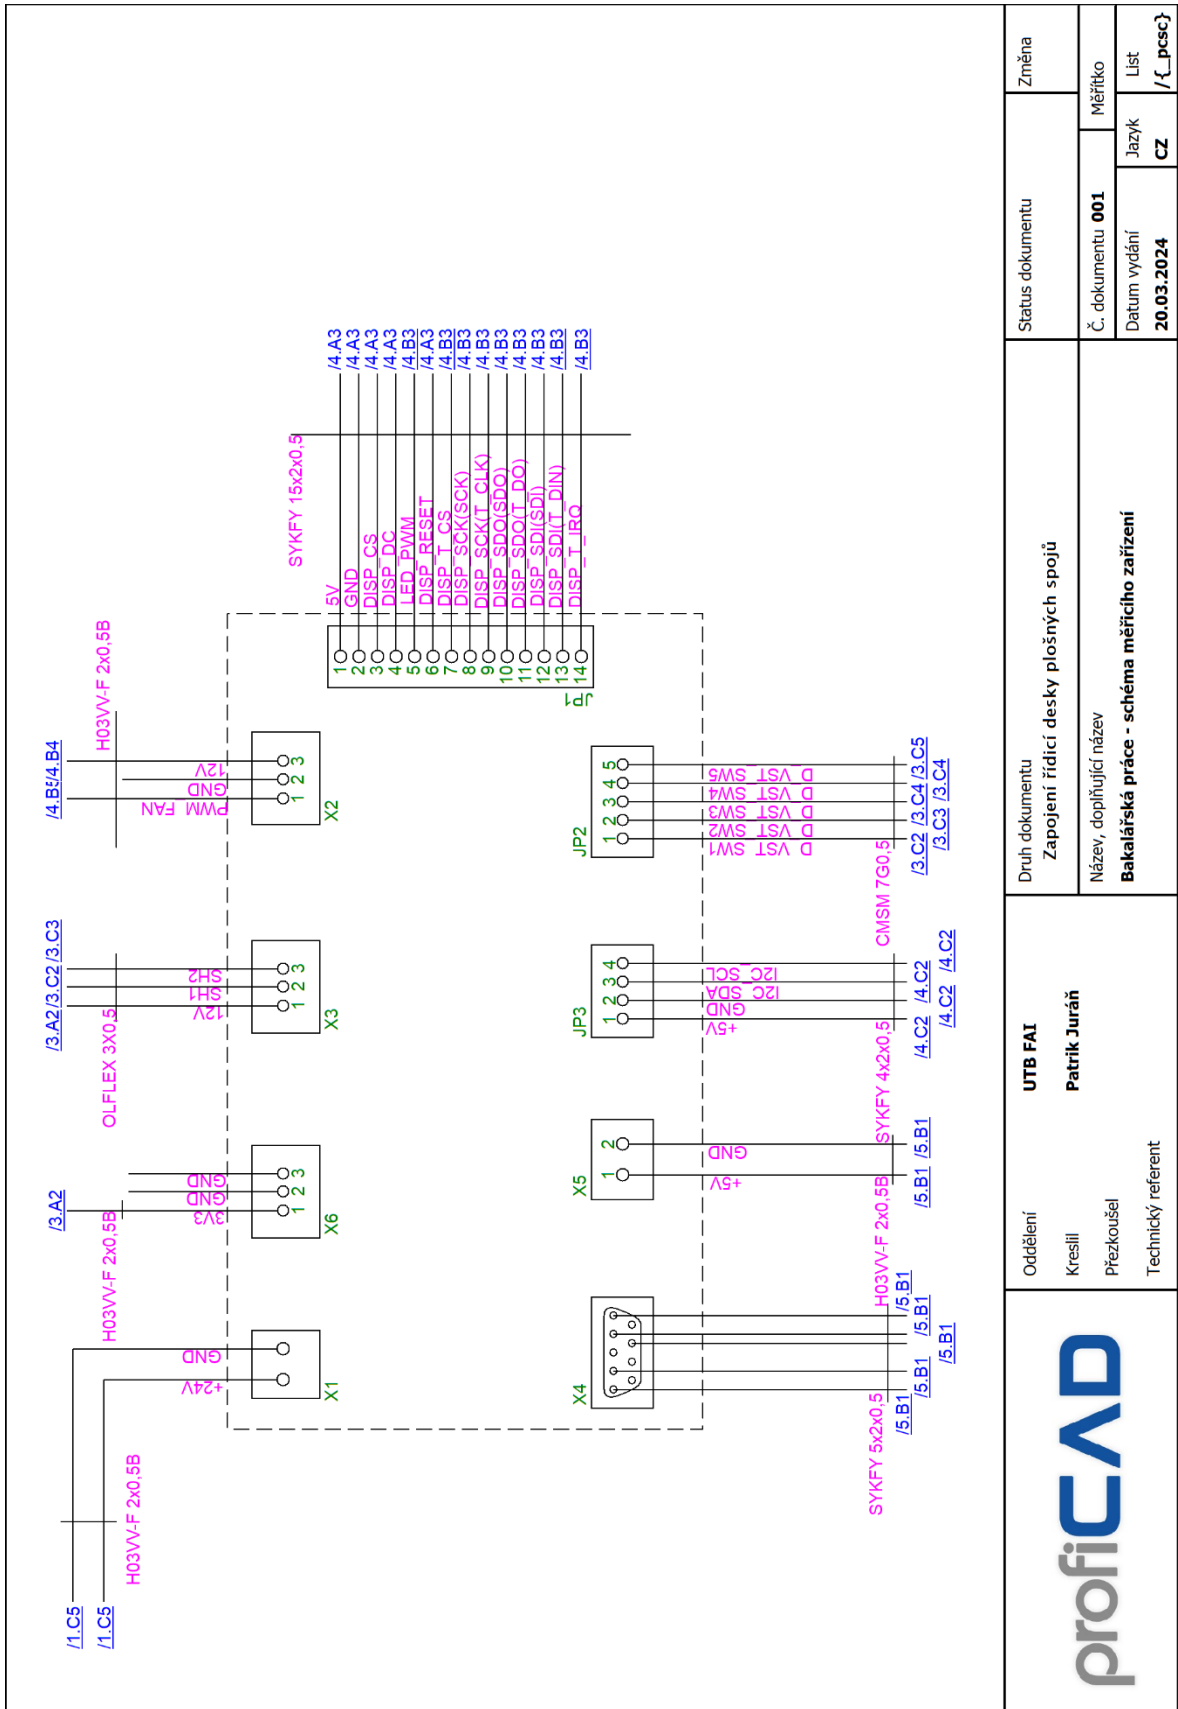 /1.C5
/1.C5
H03VV-F 2x0,5B
+24V
GND
X1
/3.A2
H03VV-F 2x0,5B
3V3
GND
GND
1 2 3
X6
/3.A2 /3.C2 /3.C3
OLFLEX 3X0,5
12V
SH1
SH2
1 2 3
X3
/4.B5 /4.B4
H03VV-F 2x0,5B
PWM FAN
GND
12V
1 2 3
X2
SYKFY 15x2x0,5
1 5V /4.A3
2 GND /4.A3
3 DISP_CS /4.A3
4 DISP_DC /4.A3
5 LED_PWM /4.B3
6 DISP_RESET /4.A3
7 DISP_T_CS /4.B3
8 DISP_SCK(SCK) /4.B3
9 DISP_SCK(T_CLK) /4.B3
10 DISP_SDO(SDO) /4.B3
11 DISP_SDO(T_DO) /4.B3
12 DISP_SDI(SDI) /4.B3
13 DISP_SDI(T_DIN) /4.B3
14 DISP_T_IRQ /4.B3
JP1
X4
SYKFY 5x2x0,5
/5.B1
/5.B1
/5.B1
/5.B1
/5.B1
X5
1 2
+5V
GND
H03VV-F 2x0,5B
/5.B1 /5.B1
JP3
1 2 3 4
+5V
GND
I2C_SDA
I2C_SCL
SYKFY 4x2x0,5
/4.C2 /4.C2
/4.C2 /4.C2
JP2
1 2 3 4 5
D_VST_SW1
D_VST_SW2
D_VST_SW3
D_VST_SW4
D_VST_SW5
CMSM 7G0,5
/3.C2 /3.C4 /3.C5
/3.C3 /3.C4
profiCAD
Oddělení UTB FAI
Kreslil Patrik Juráň
Přezkoušel
Technický referent
Druh dokumentu
Zapojení řídicí desky plošných spojů
Název, doplňující název
Bakalářská práce - schéma měřicího zařízení
Status dokumentu
Změna
Č. dokumentu 001
Měřítko
Datum vydání
20.03.2024
Jazyk
CZ
List
/{_pcsc}